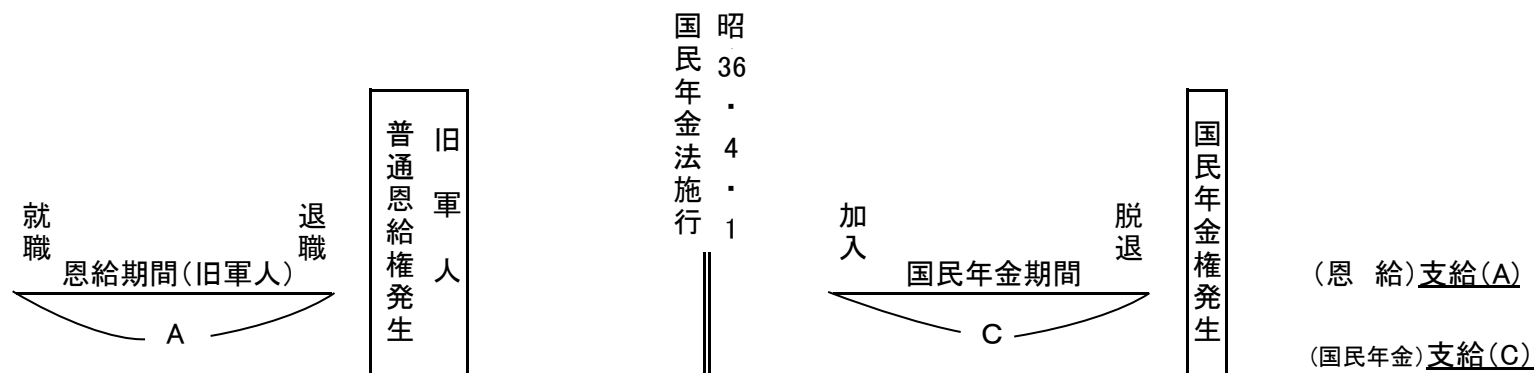 昭36・4・1
国民年金法施行
就職
退職
恩給期間(旧軍人)
A
旧軍人
普通恩給権発生
加入
脱退
国民年金期間
C
国民年金権発生
(恩　給)支給(A)
(国民年金)支給(C)